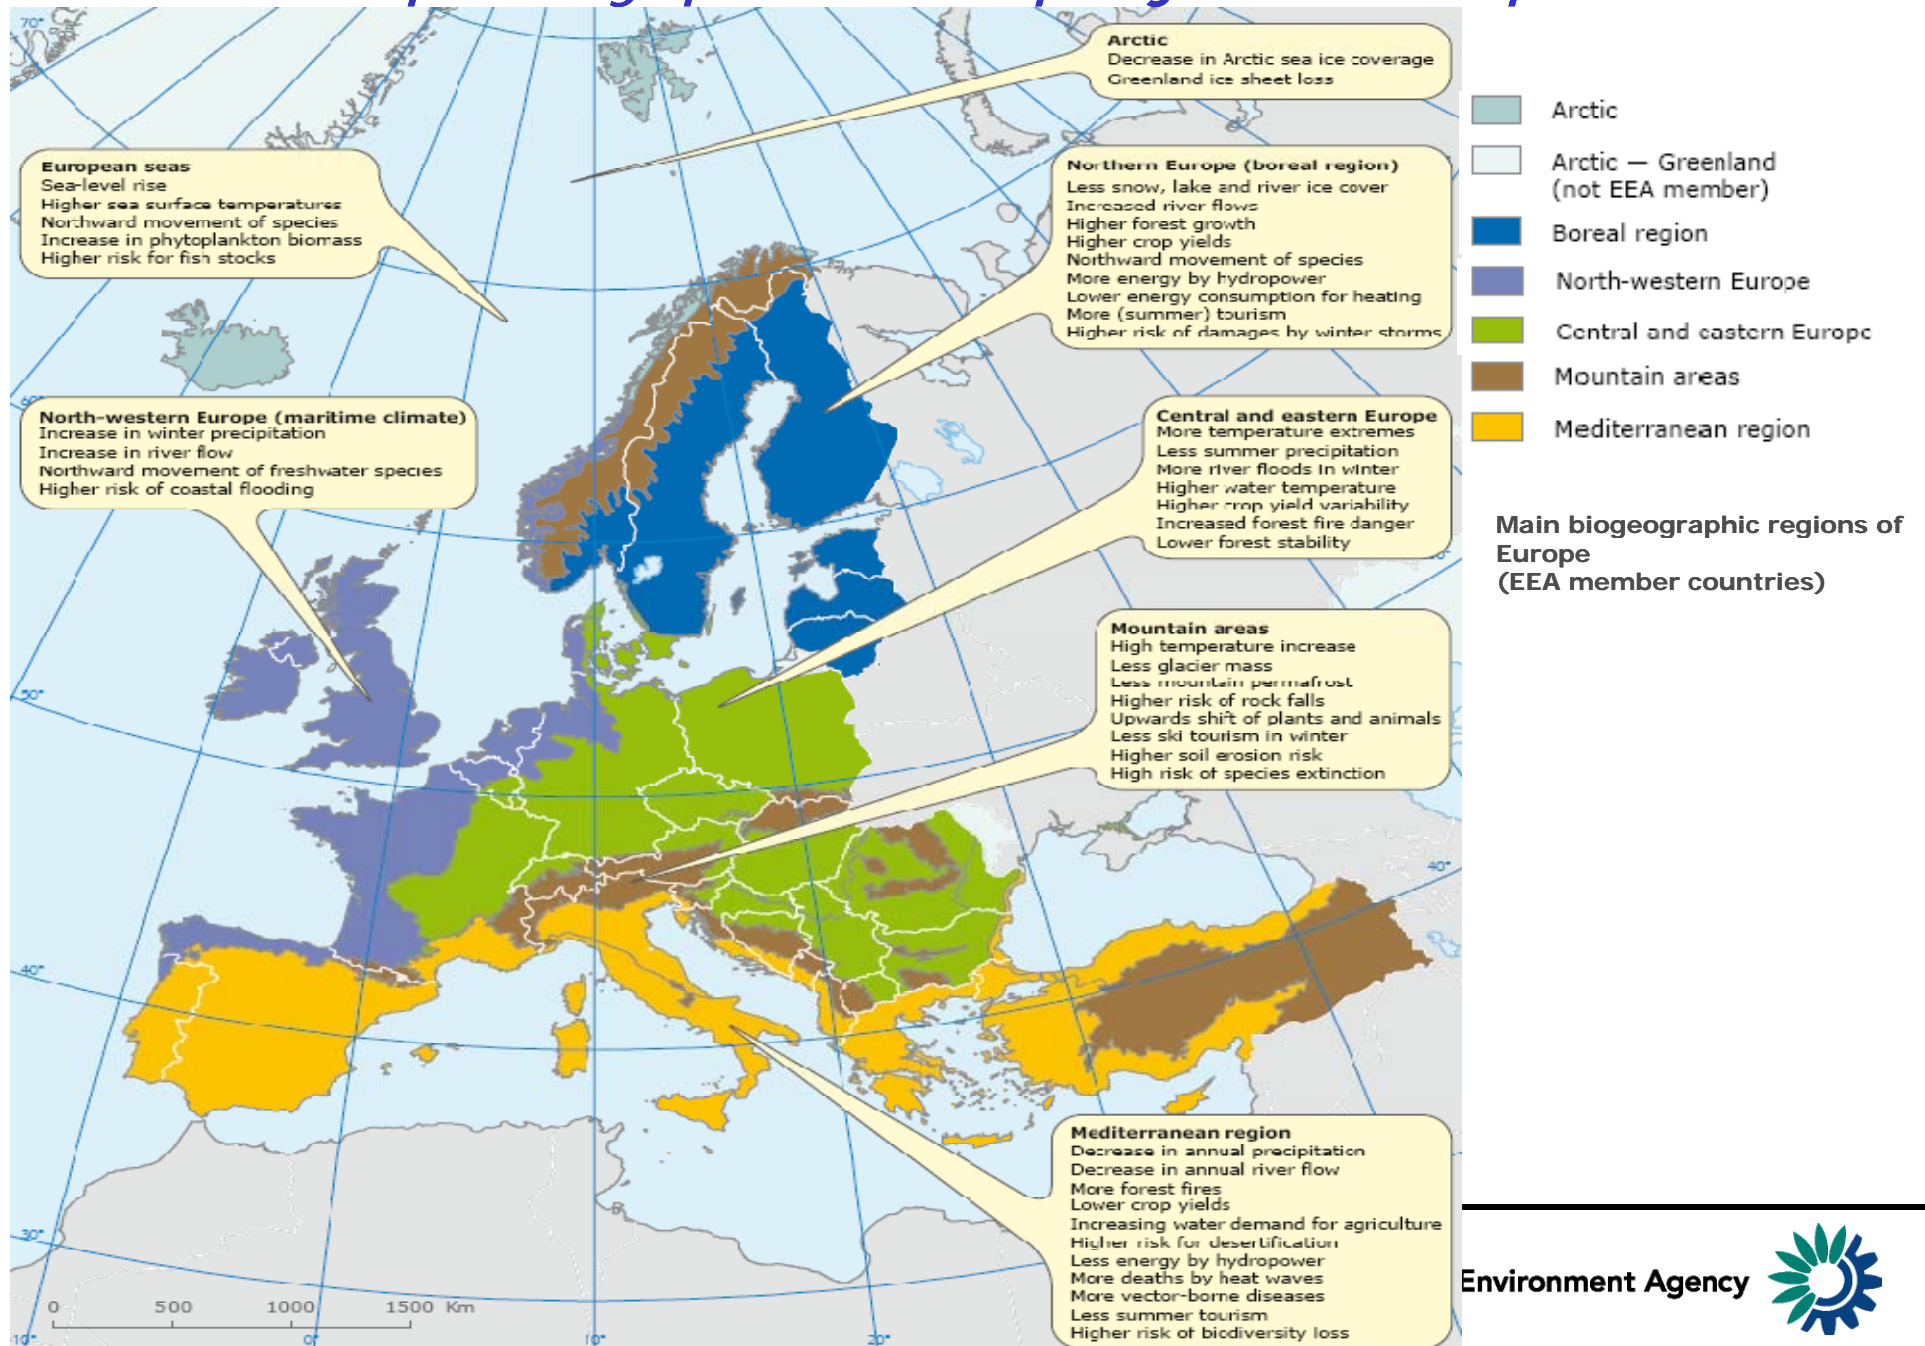 70°
Arctic
Decrease in Arctic sea ice coverage
Greenland ice sheet loss
European seas
Sea-level rise
Higher sea surface temperatures
Northward movement of species
Increase in phytoplankton biomass
Higher risk for fish stocks
Northern Europe (boreal region)
Less snow, lake and river ice cover
Increased river flows
Higher forest growth
Higher crop yields
Northward movement of species
More energy by hydropower
Lower energy consumption for heating
More (summer) tourism
Higher risk of damages by winter storms
60°
North-western Europe (maritime climate)
Increase in winter precipitation
Increase in river flow
Northward movement of freshwater species
Higher risk of coastal flooding
Central and eastern Europe
More temperature extremes
Less summer precipitation
More river floods in winter
Higher water temperature
Higher crop yield variability
Increased forest fire danger
Lower forest stability
50°
Mountain areas
High temperature increase
Less glacier mass
Less mountain permafrost
Higher risk of rock falls
Upwards shift of plants and animals
Less ski tourism in winter
Higher soil erosion risk
High risk of species extinction
40°
40°
Mediterranean region
Decrease in annual precipitation
Decrease in annual river flow
More forest fires
Lower crop yields
Increasing water demand for agriculture
Higher risk for desertification
Less energy by hydropower
More deaths by heat waves
More vector-borne diseases
Less summer tourism
Higher risk of biodiversity loss
30°
0 500 1000 1500 Km
-10° 0° 10° 20°
Arctic
Arctic — Greenland
(not EEA member)
Boreal region
North-western Europe
Central and eastern Europe
Mountain areas
Mediterranean region
Main biogeographic regions of
Europe
(EEA member countries)
Environment Agency